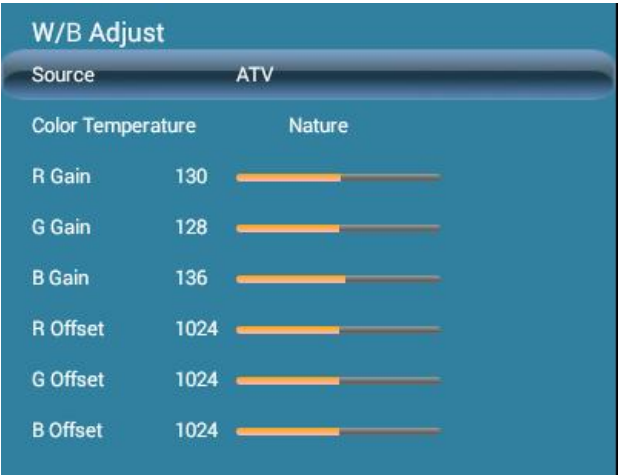 W/B Adjust
Source ATV
Color Temperature Nature
R Gain 130
G Gain 128
B Gain 136
R Offset 1024
G Offset 1024
B Offset 1024